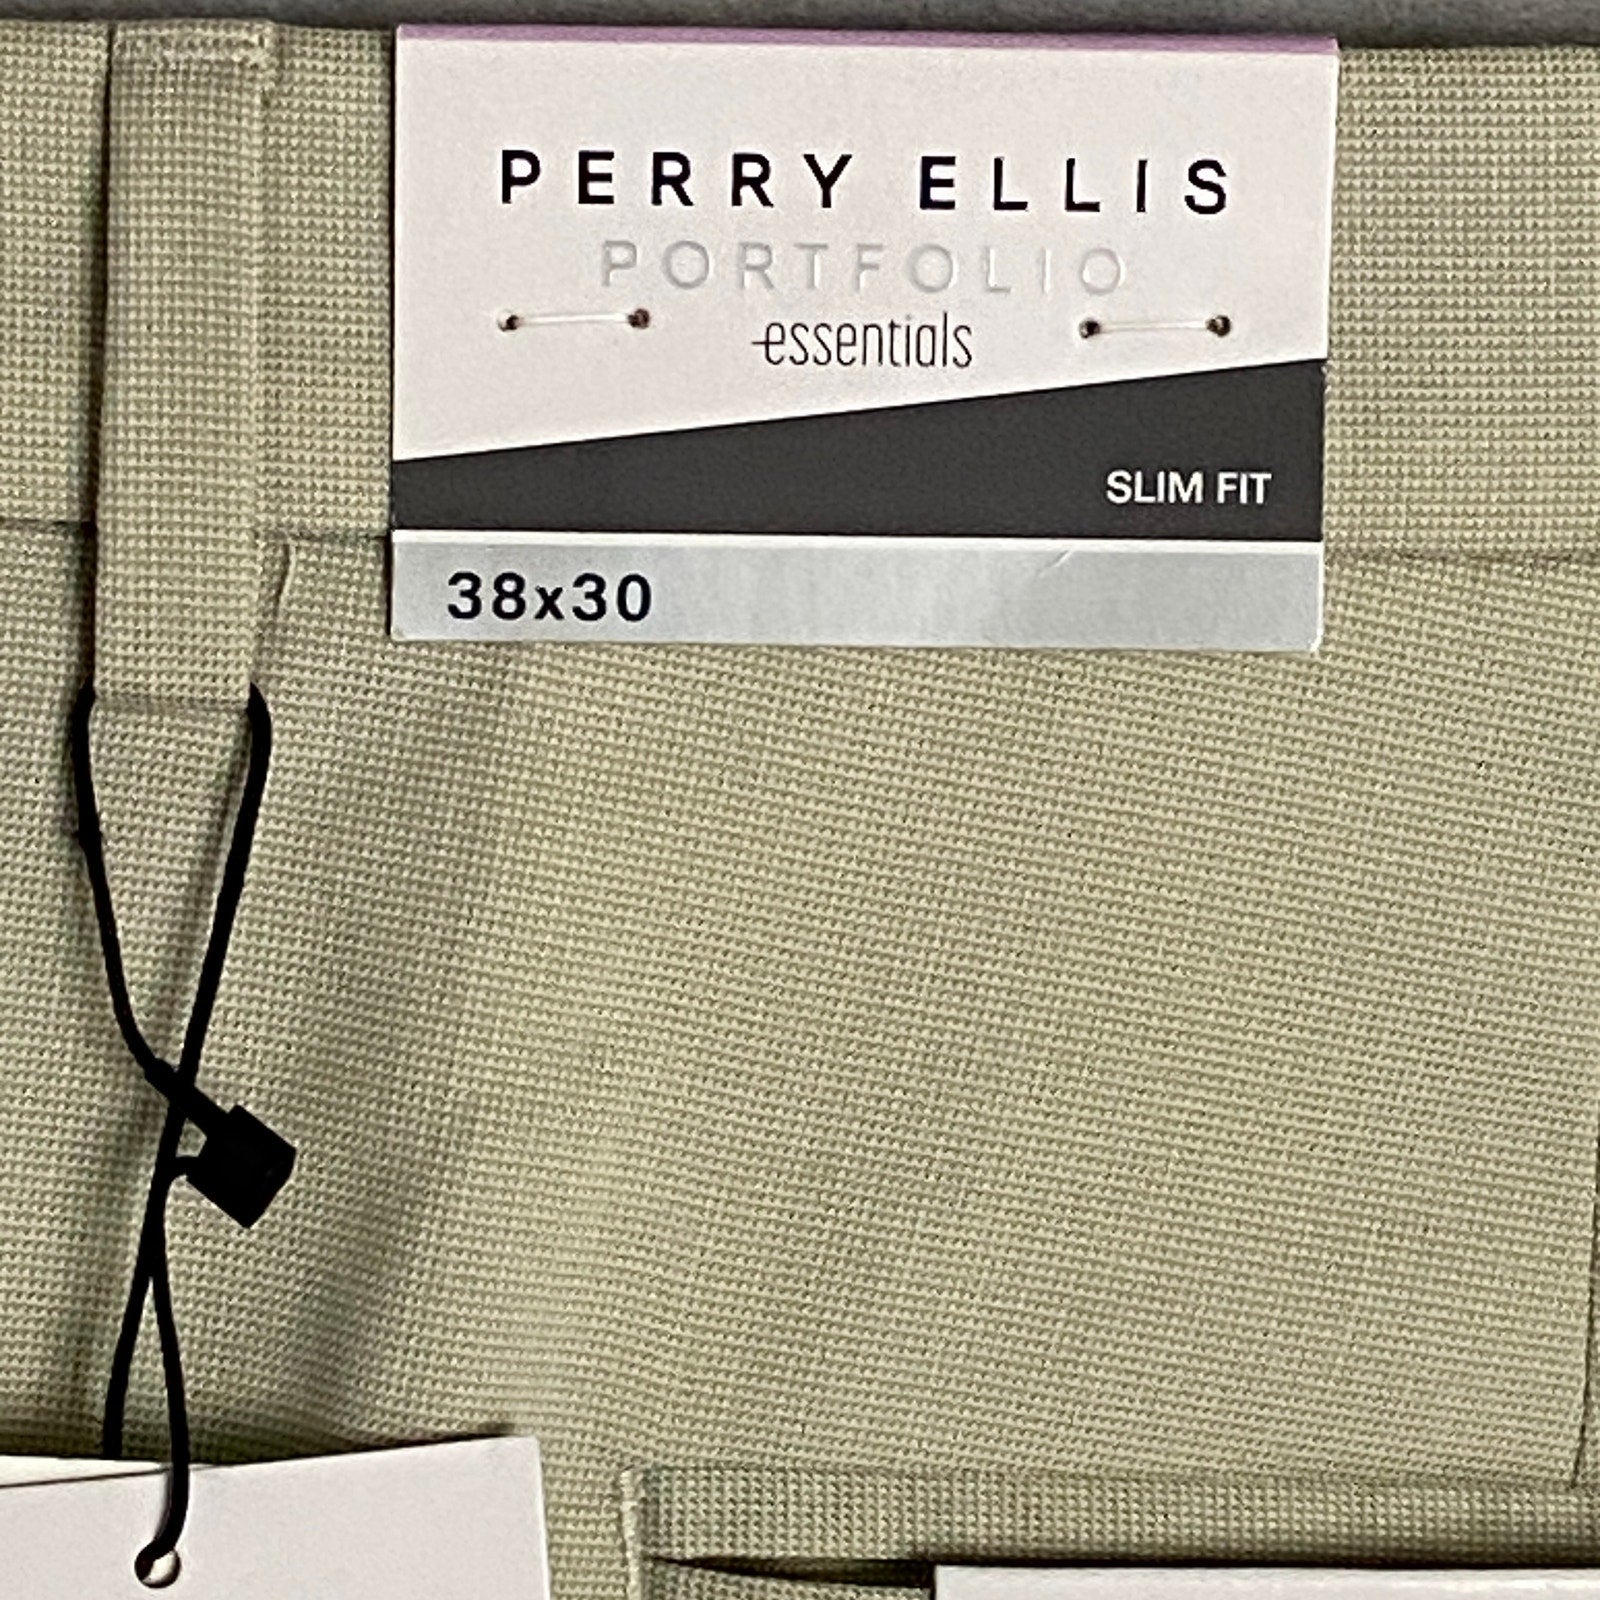 PERRY ELLIS
PORTFOLIO
essentials
SLIM FIT
38x30